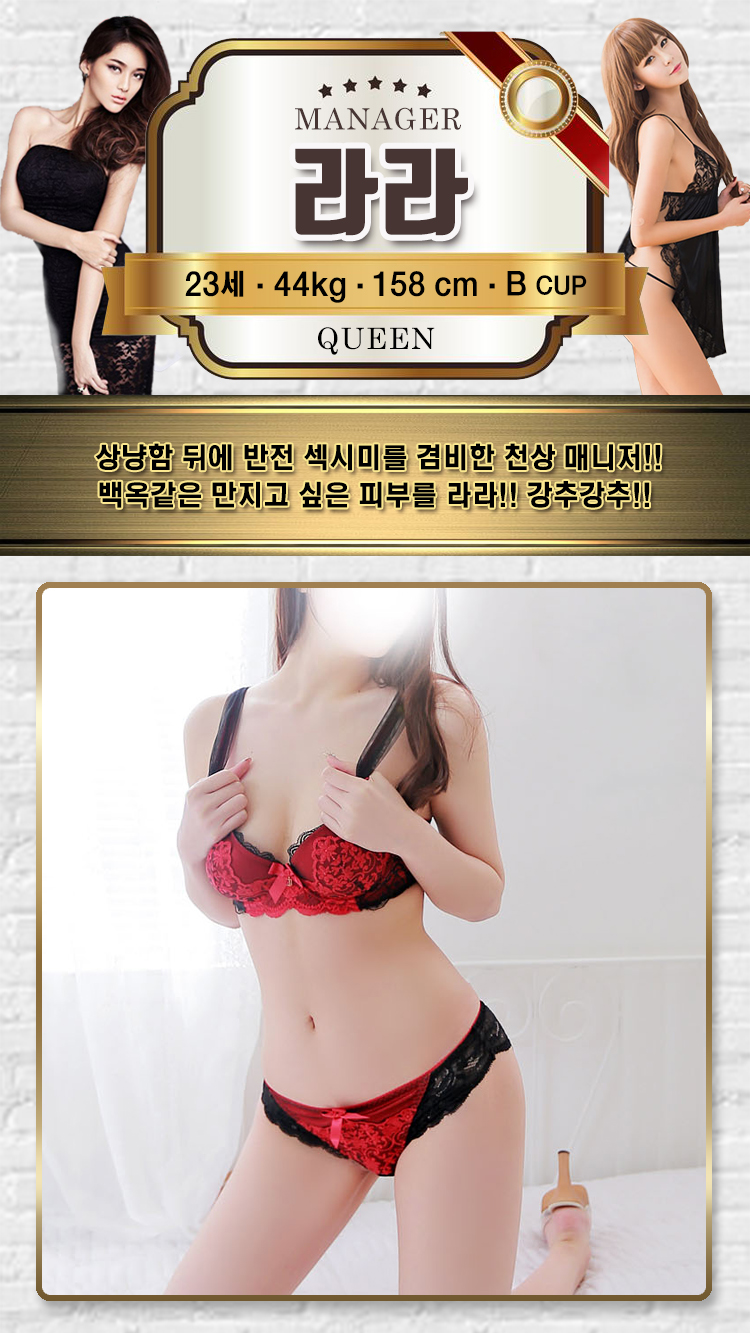 MANAGER
라라
23세 · 44kg · 158 cm · B CUP
QUEEN
상냥함 뒤에 반전 섹시미를 겸비한 천상 매니저!!
백옥같은 만지고 싶은 피부를 라라!! 강추강추!!